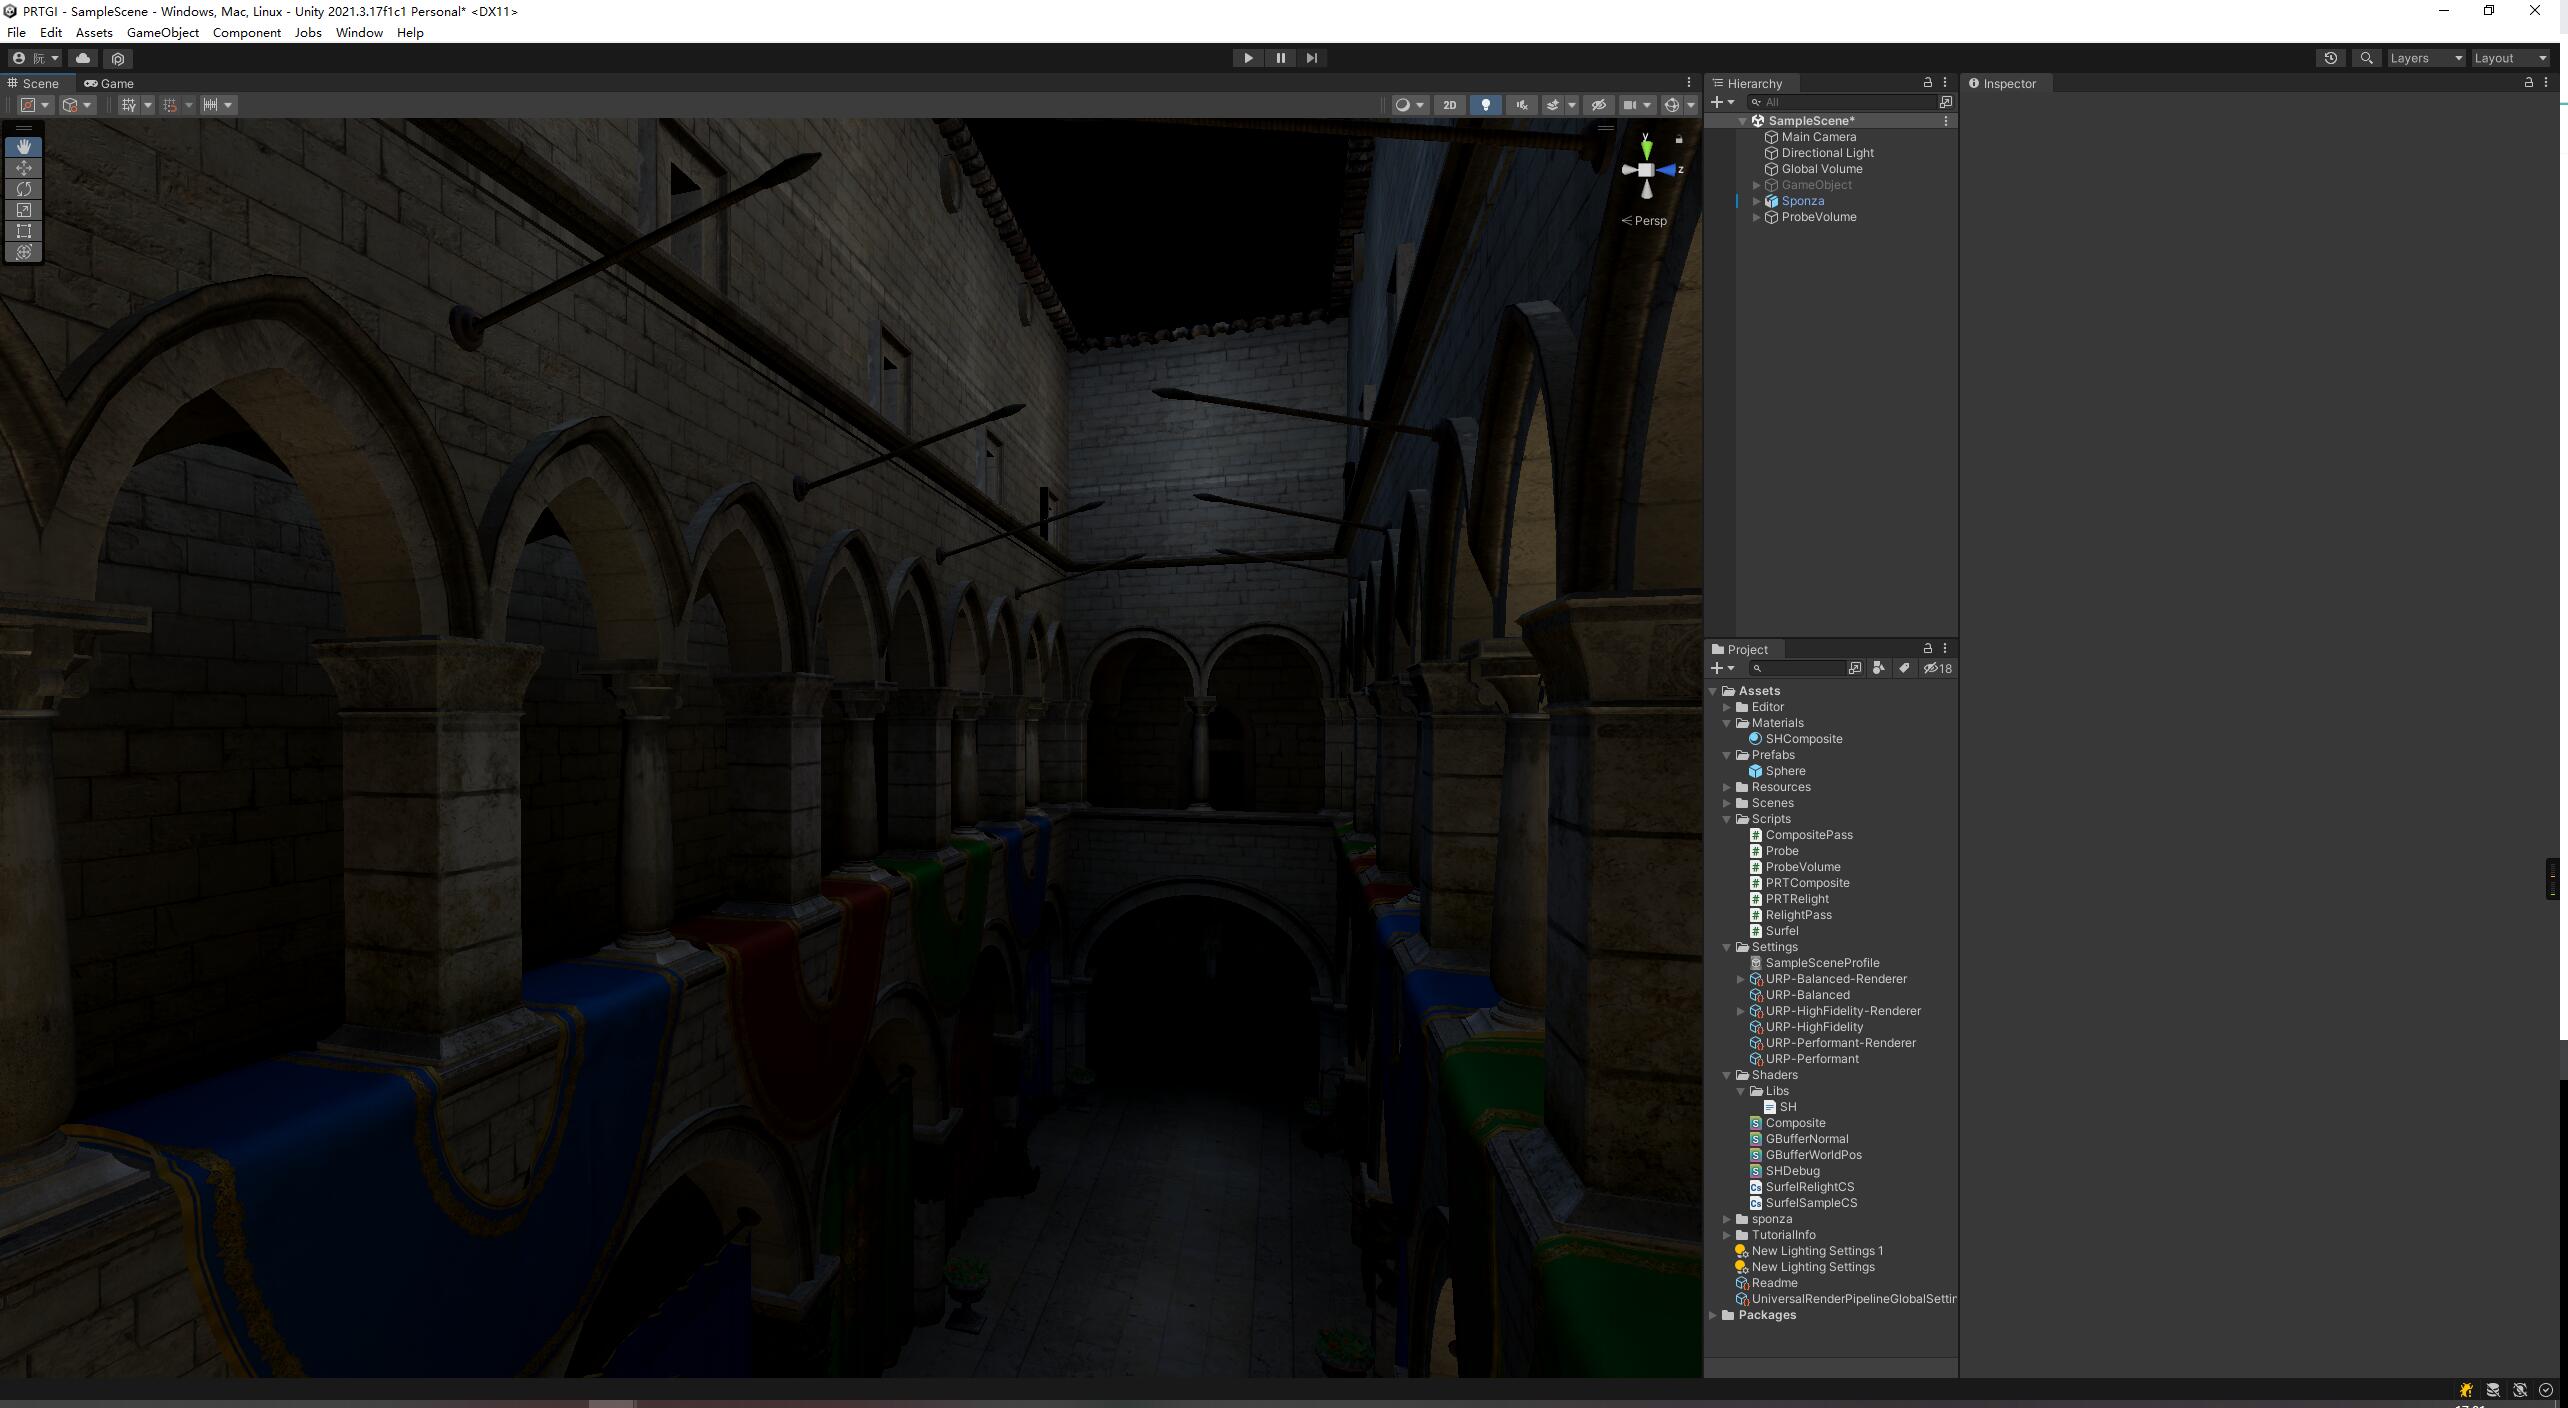 PRTGI - SampleScene - Windows, Mac, Linux - Unity 2021.3.17f1c1 Personal* <DX11>
File Edit Assets GameObject Component Jobs Window Help
阮
Layers Layout
Scene Game
2D
y
z
Persp
Hierarchy
All
SampleScene*
Main Camera
Directional Light
Global Volume
GameObject
Sponza
ProbeVolume
Project
18
Assets
Editor
Materials
SHComposite
Prefabs
Sphere
Resources
Scenes
Scripts
CompositePass
Probe
ProbeVolume
PRTComposite
PRTRelight
RelightPass
Surfel
Settings
SampleSceneProfile
URP-Balanced-Renderer
URP-Balanced
URP-HighFidelity-Renderer
URP-HighFidelity
URP-Performant-Renderer
URP-Performant
Shaders
Libs
SH
Composite
GBufferNormal
GBufferWorldPos
SHDebug
SurfelRelightCS
SurfelSampleCS
sponza
TutorialInfo
New Lighting Settings 1
New Lighting Settings
Readme
UniversalRenderPipelineGlobalSettin
Packages
Inspector